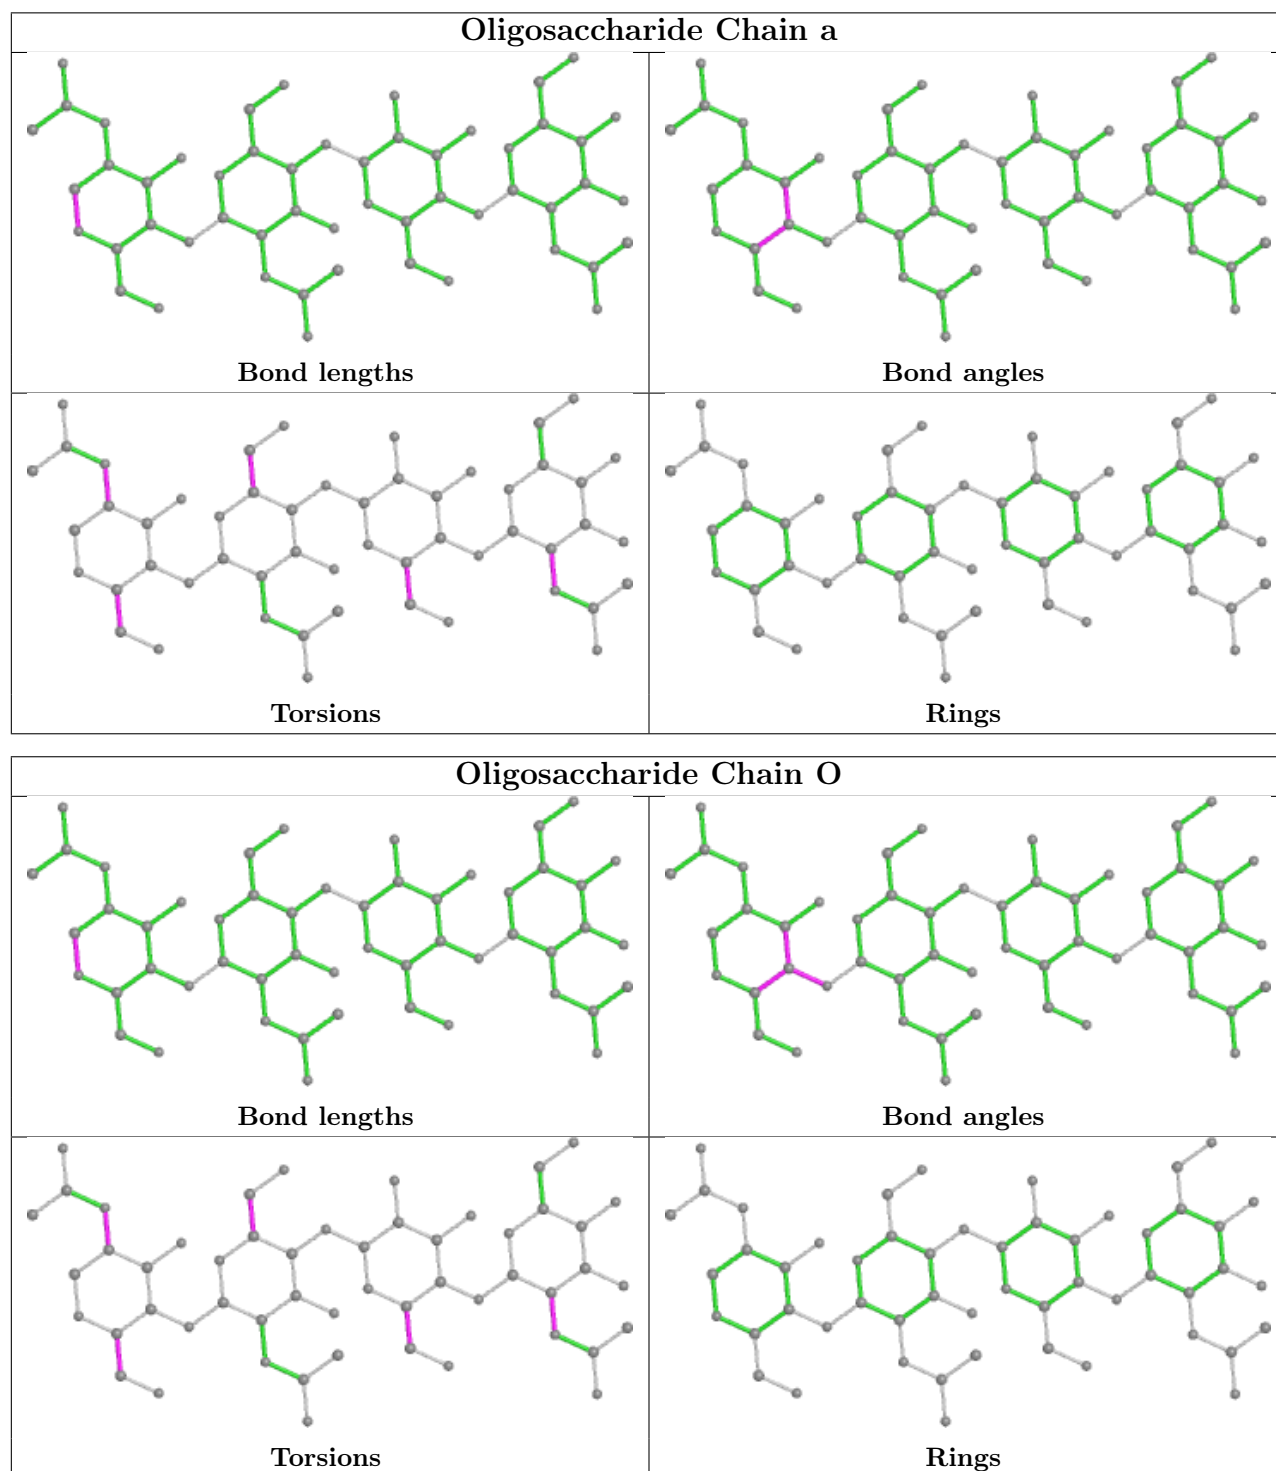 Oligosaccharide Chain a
Bond lengths
Bond angles
Torsions
Rings
Oligosaccharide Chain O
Bond lengths
Bond angles
Torsions
Rings